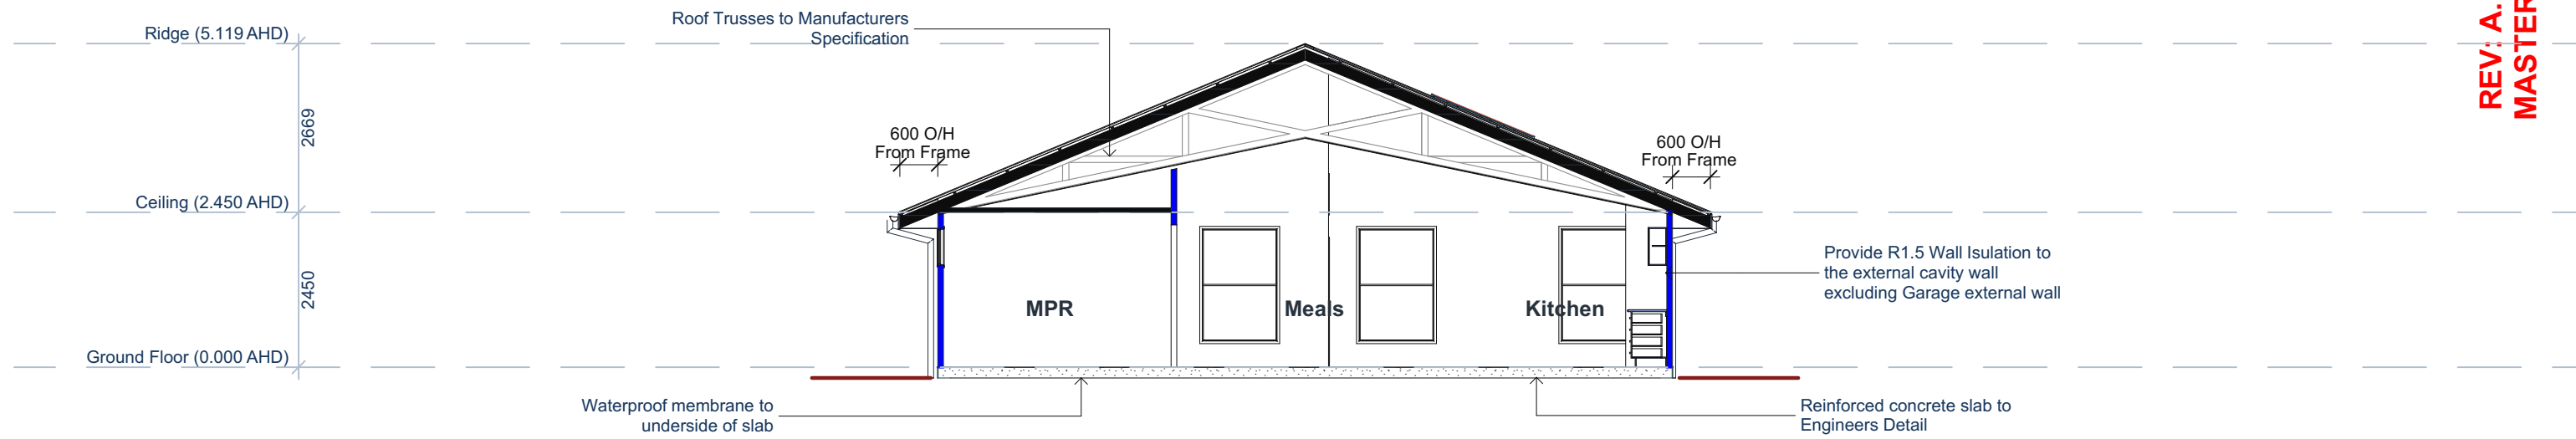 Roof Trusses to Manufacturers
Specification
REV: A.
MASTER
Ridge (5.119 AHD)
2669
600 O/H
From Frame
600 O/H
From Frame
Ceiling (2.450 AHD)
2450
Provide R1.5 Wall Isulation to
the external cavity wall
excluding Garage external wall
MPR
Meals
Kitchen
Ground Floor (0.000 AHD)
Waterproof membrane to
underside of slab
Reinforced concrete slab to
Engineers Detail